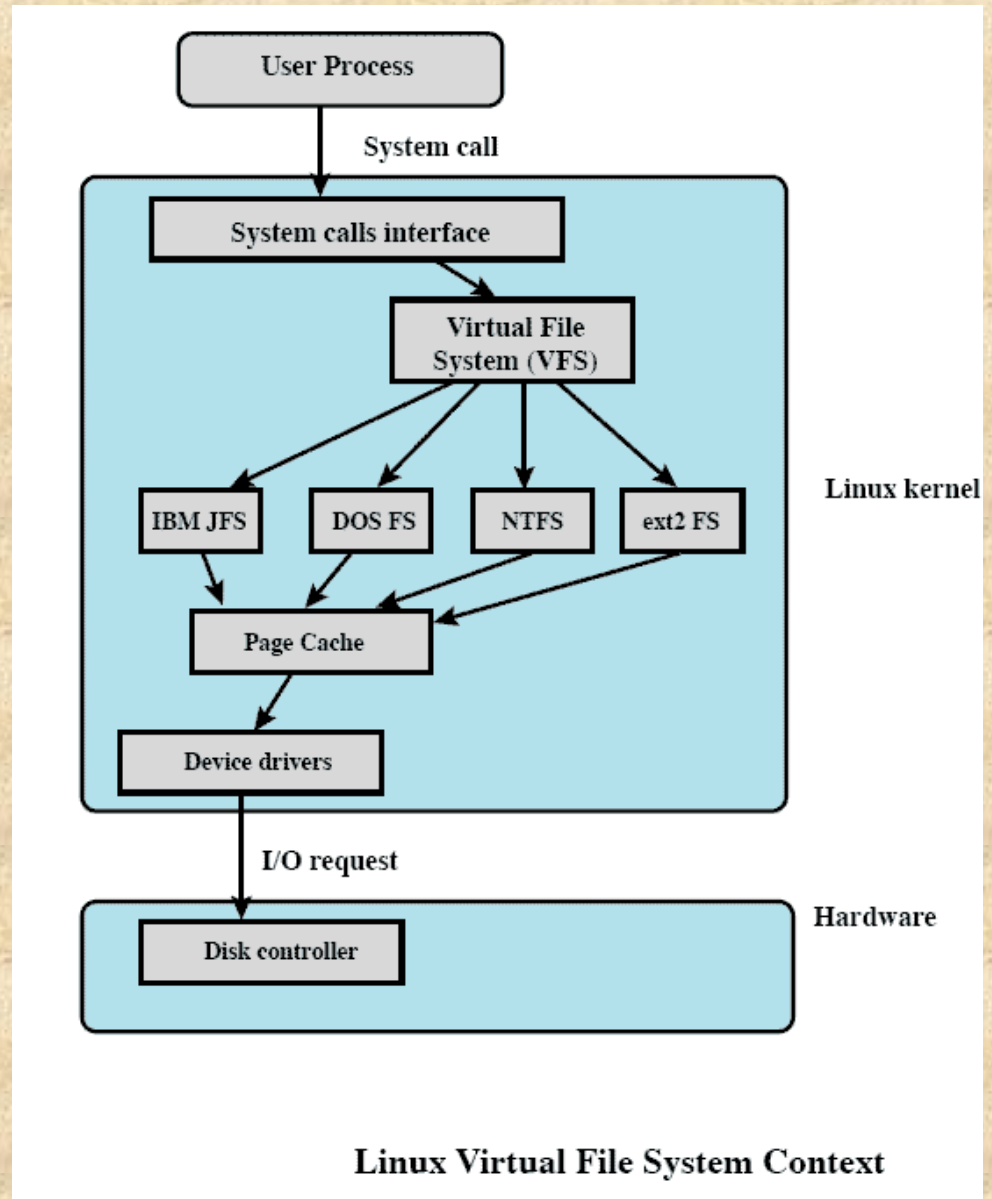 User Process
System call
System calls interface
Virtual File
System (VFS)
Linux kernel
IBM JFS
DOS FS
NTFS
ext2 FS
Page Cache
Device drivers
I/O request
Hardware
Disk controller
Linux Virtual File System Context